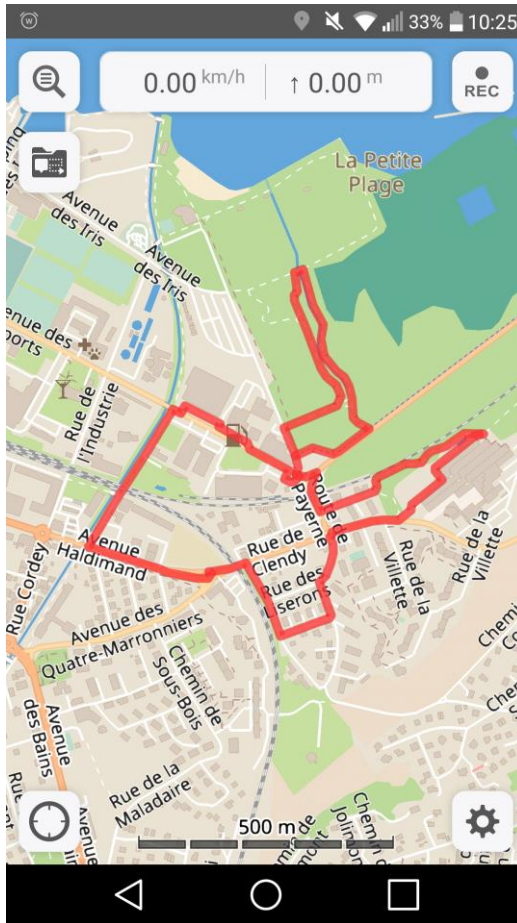 33%
10:25
0.00 km/h
↑ 0.00 m
REC
La Petite
Plage
Avenue
des Iris
Avenue
des Iris
Rue de
l'Industrie
Avenue
Haldimand
Route de
Payerne
Rue de
Clendy
Rue des
Liserons
Rue de la
Villette
Rue de la
Villette
Rue Cordey
Avenue des
Quatre-Marronniers
Chemin de
Sous-Bois
Avenue
des Bains
Rue de la
Maladaire
500 m